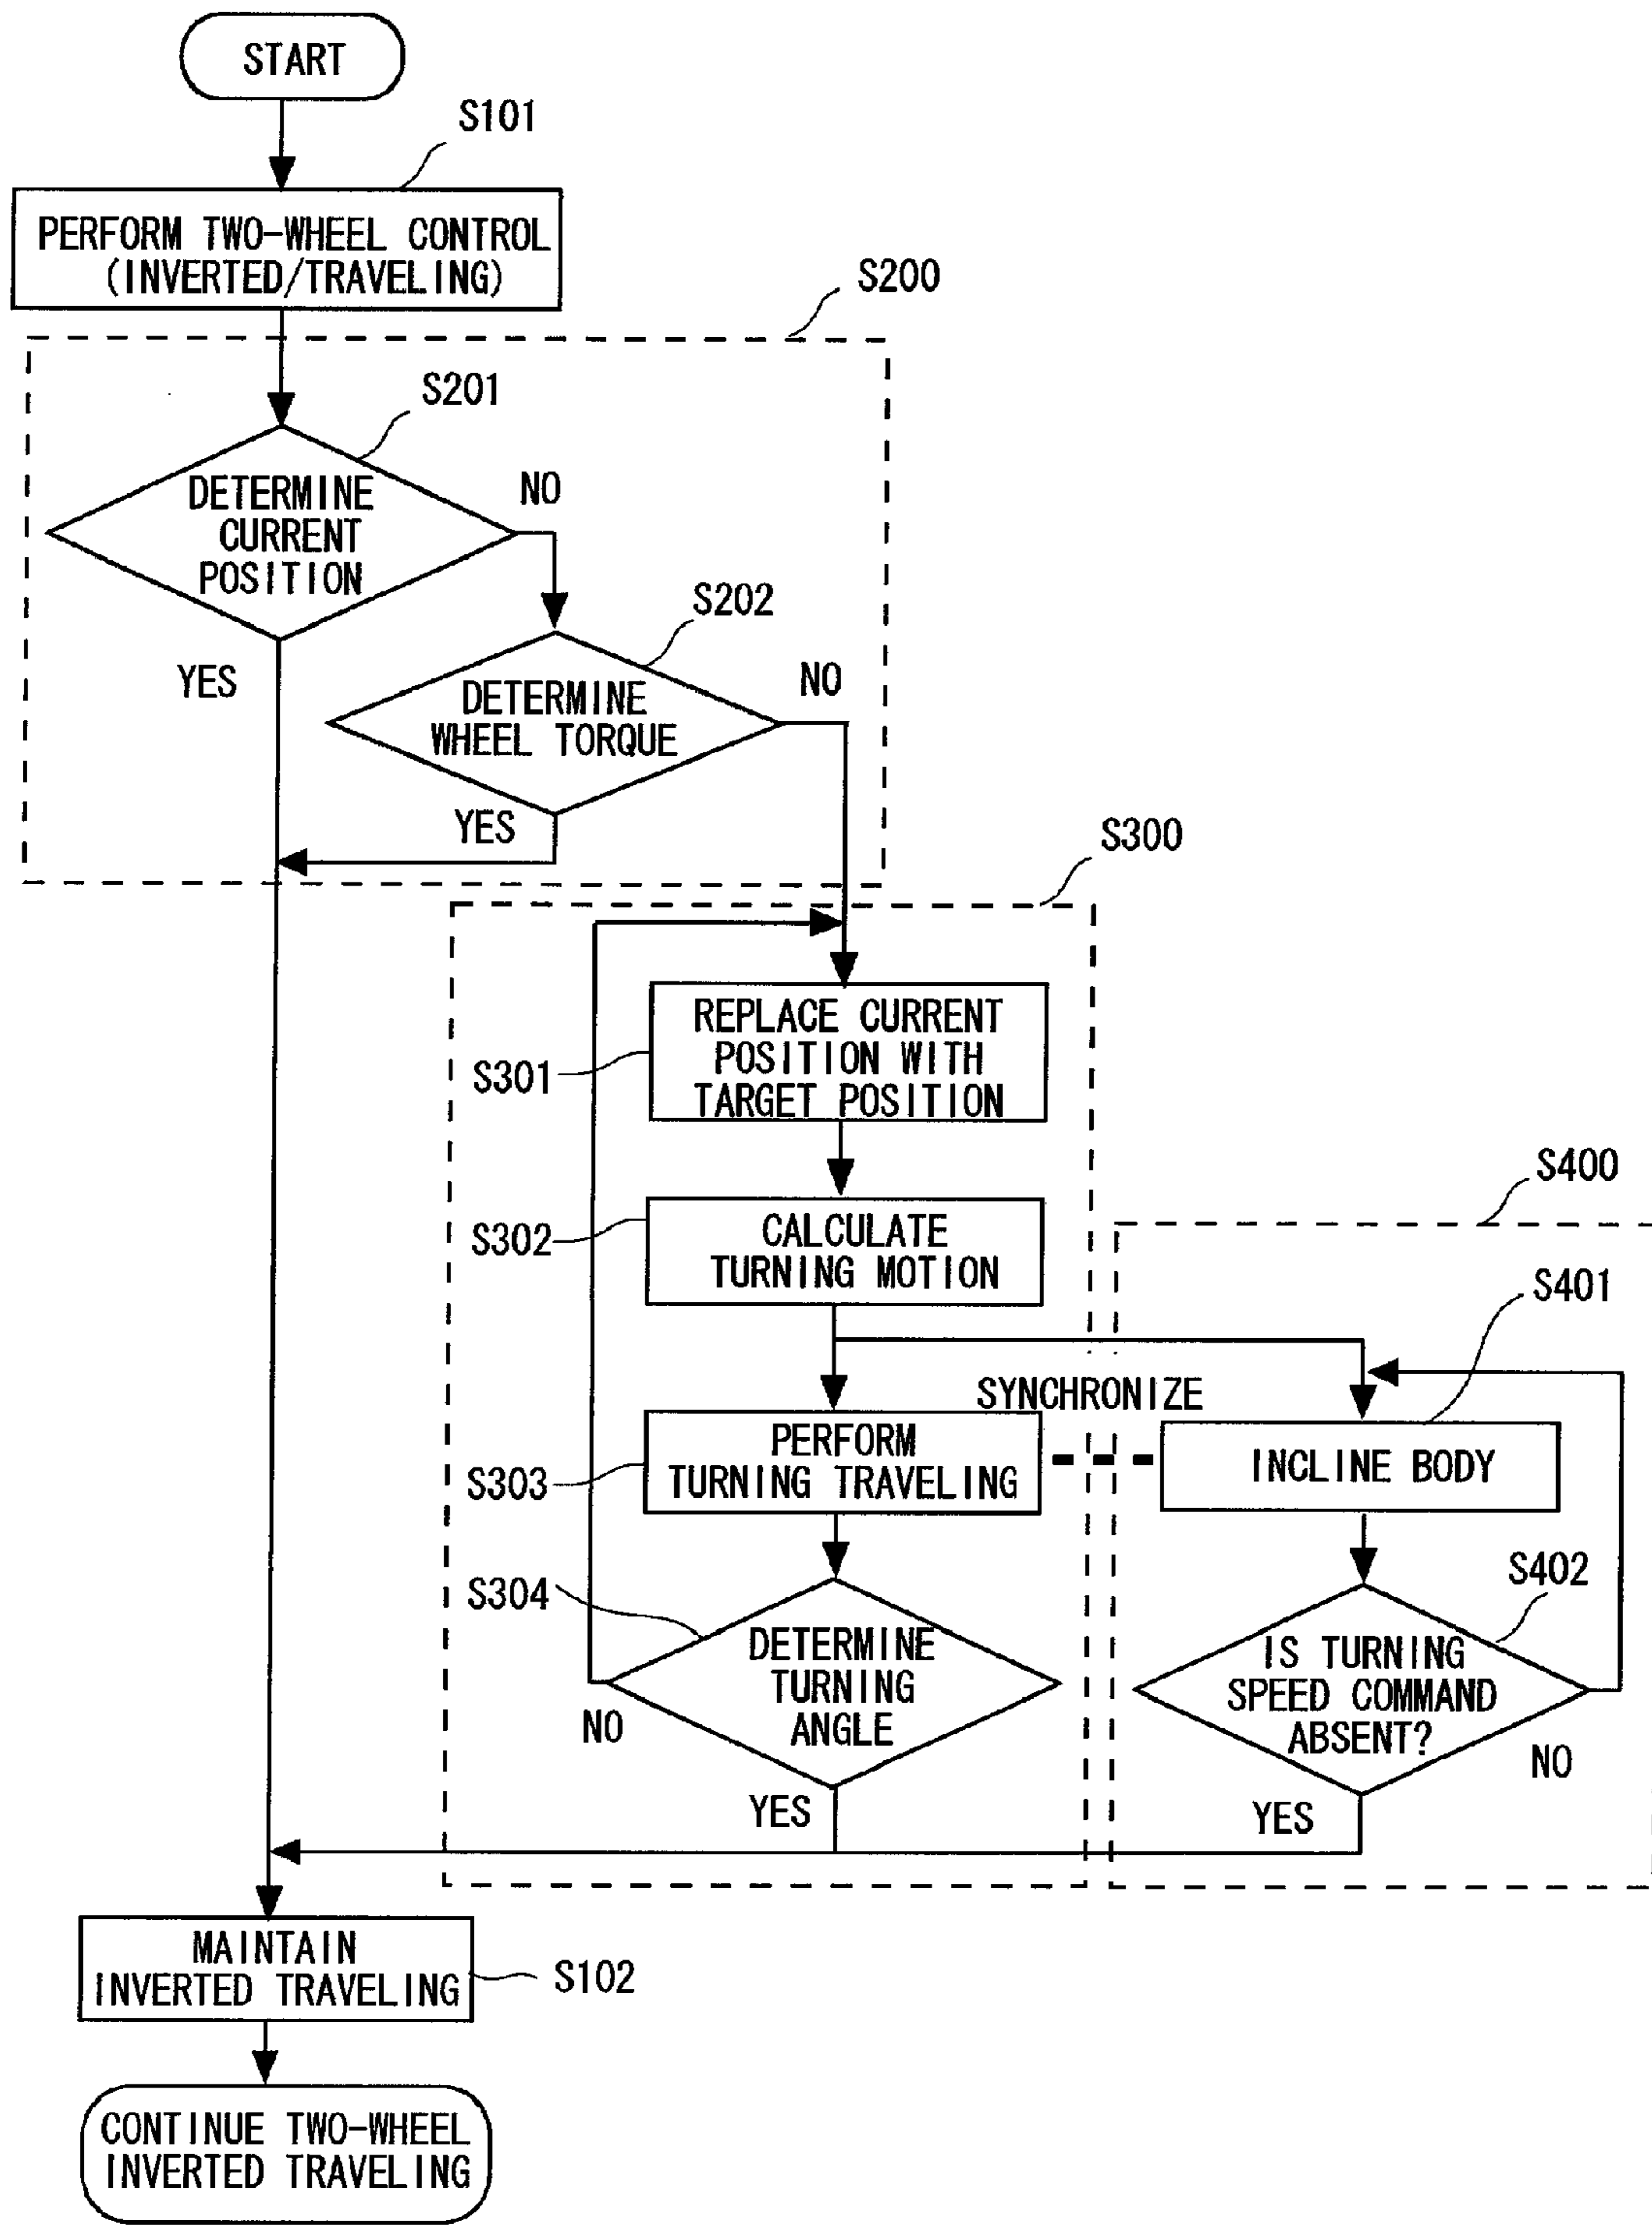 START
S101
PERFORM TWO-WHEEL CONTROL
(INVERTED/TRAVELING)
S200
S201
DETERMINE
CURRENT
POSITION
NO
YES
S202
DETERMINE
WHEEL TORQUE
NO
YES
S300
REPLACE CURRENT
POSITION WITH
TARGET POSITION
S301
CALCULATE
TURNING MOTION
S302
S400
S401
SYNCHRONIZE
PERFORM
TURNING TRAVELING
S303
INCLINE BODY
S304
DETERMINE
TURNING
ANGLE
NO
YES
S402
IS TURNING
SPEED COMMAND
ABSENT?
NO
YES
MAINTAIN
INVERTED TRAVELING
S102
CONTINUE TWO-WHEEL
INVERTED TRAVELING